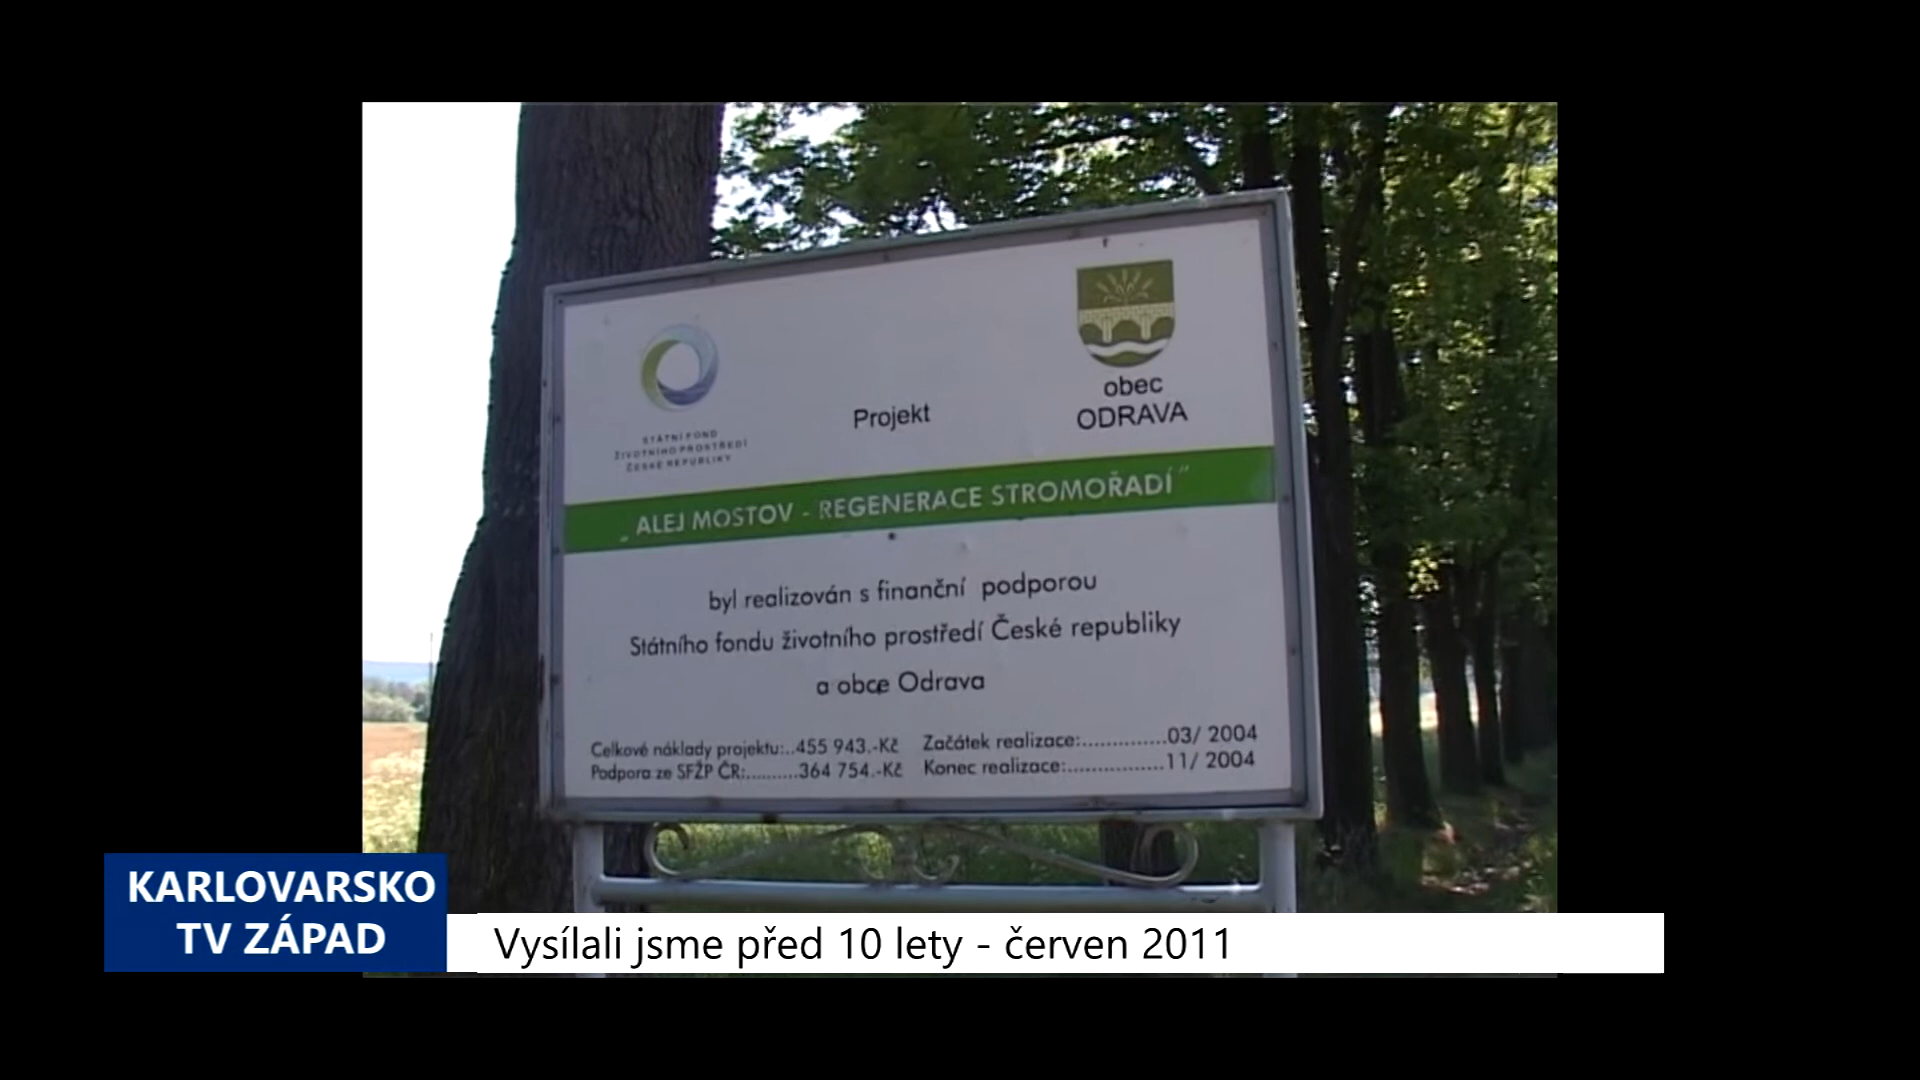 STÁTNÍ FOND
ŽIVOTNÍHO PROSTŘEDÍ
ČESKÉ REPUBLIKY
Projekt
obec
ODRAVA
„ALEJ MOSTOV - REGENERACE STROMOŘADÍ"
byl realizován s finanční podporou
Státního fondu životního prostředí České republiky
a obce Odrava
Celkové náklady projektu:..455 943.-Kč
Podpora ze SFŽP ČR:..........364 754.-Kč
Začátek realizace:..............03/ 2004
Konec realizace:................11/ 2004
KARLOVARSKO
TV ZÁPAD
Vysílali jsme před 10 lety - červen 2011